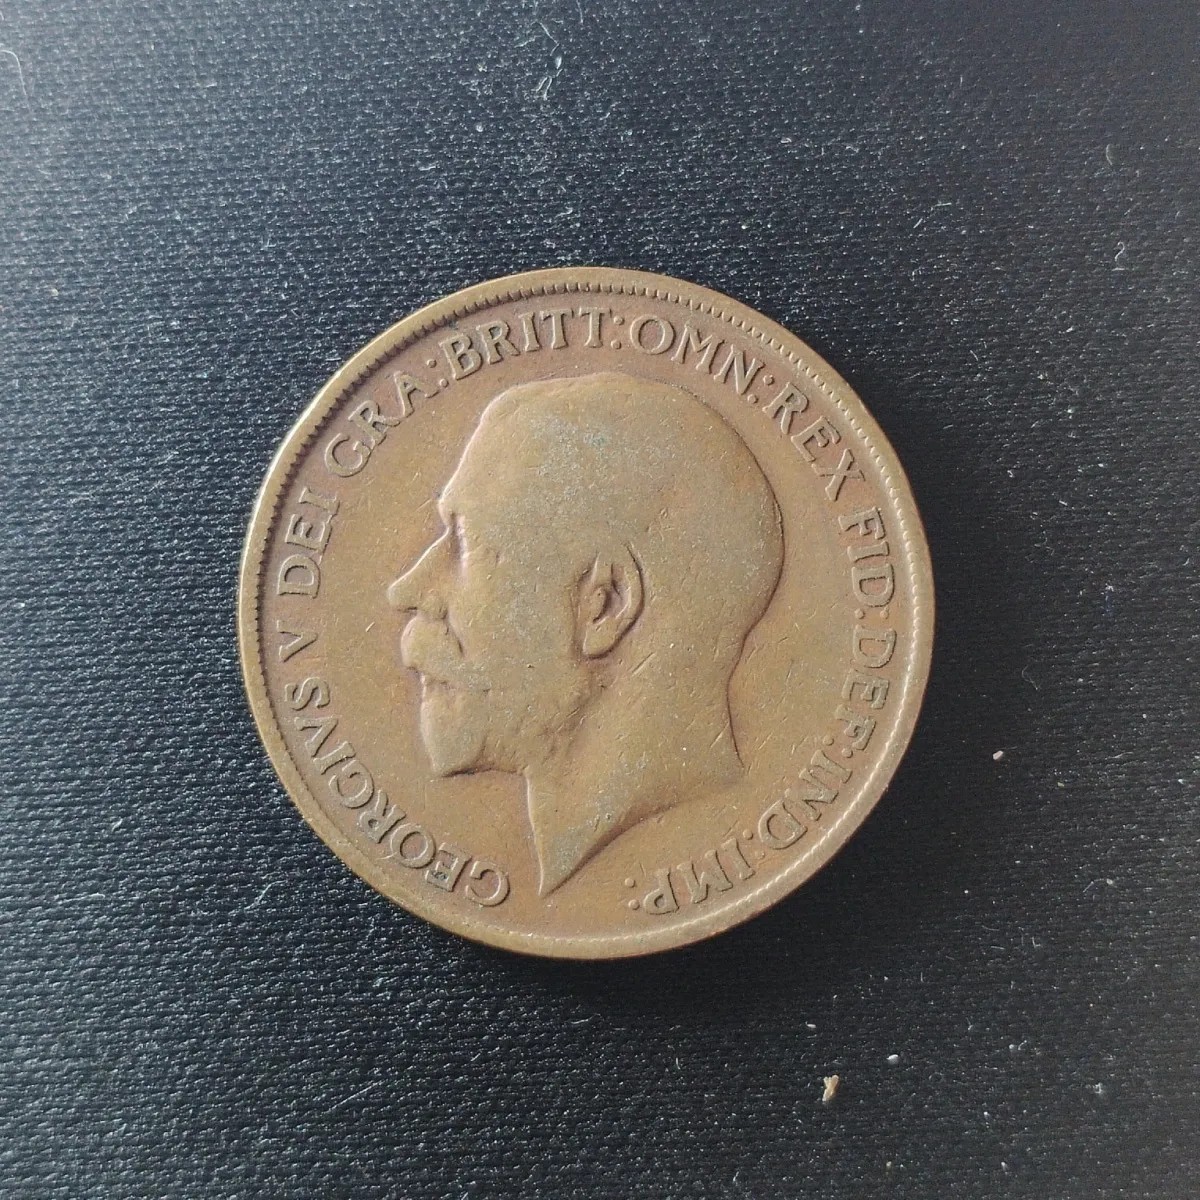 GEORGIVS V DEI GRA:BRITT:OMN:REX FID.DEF:IND:IMP: